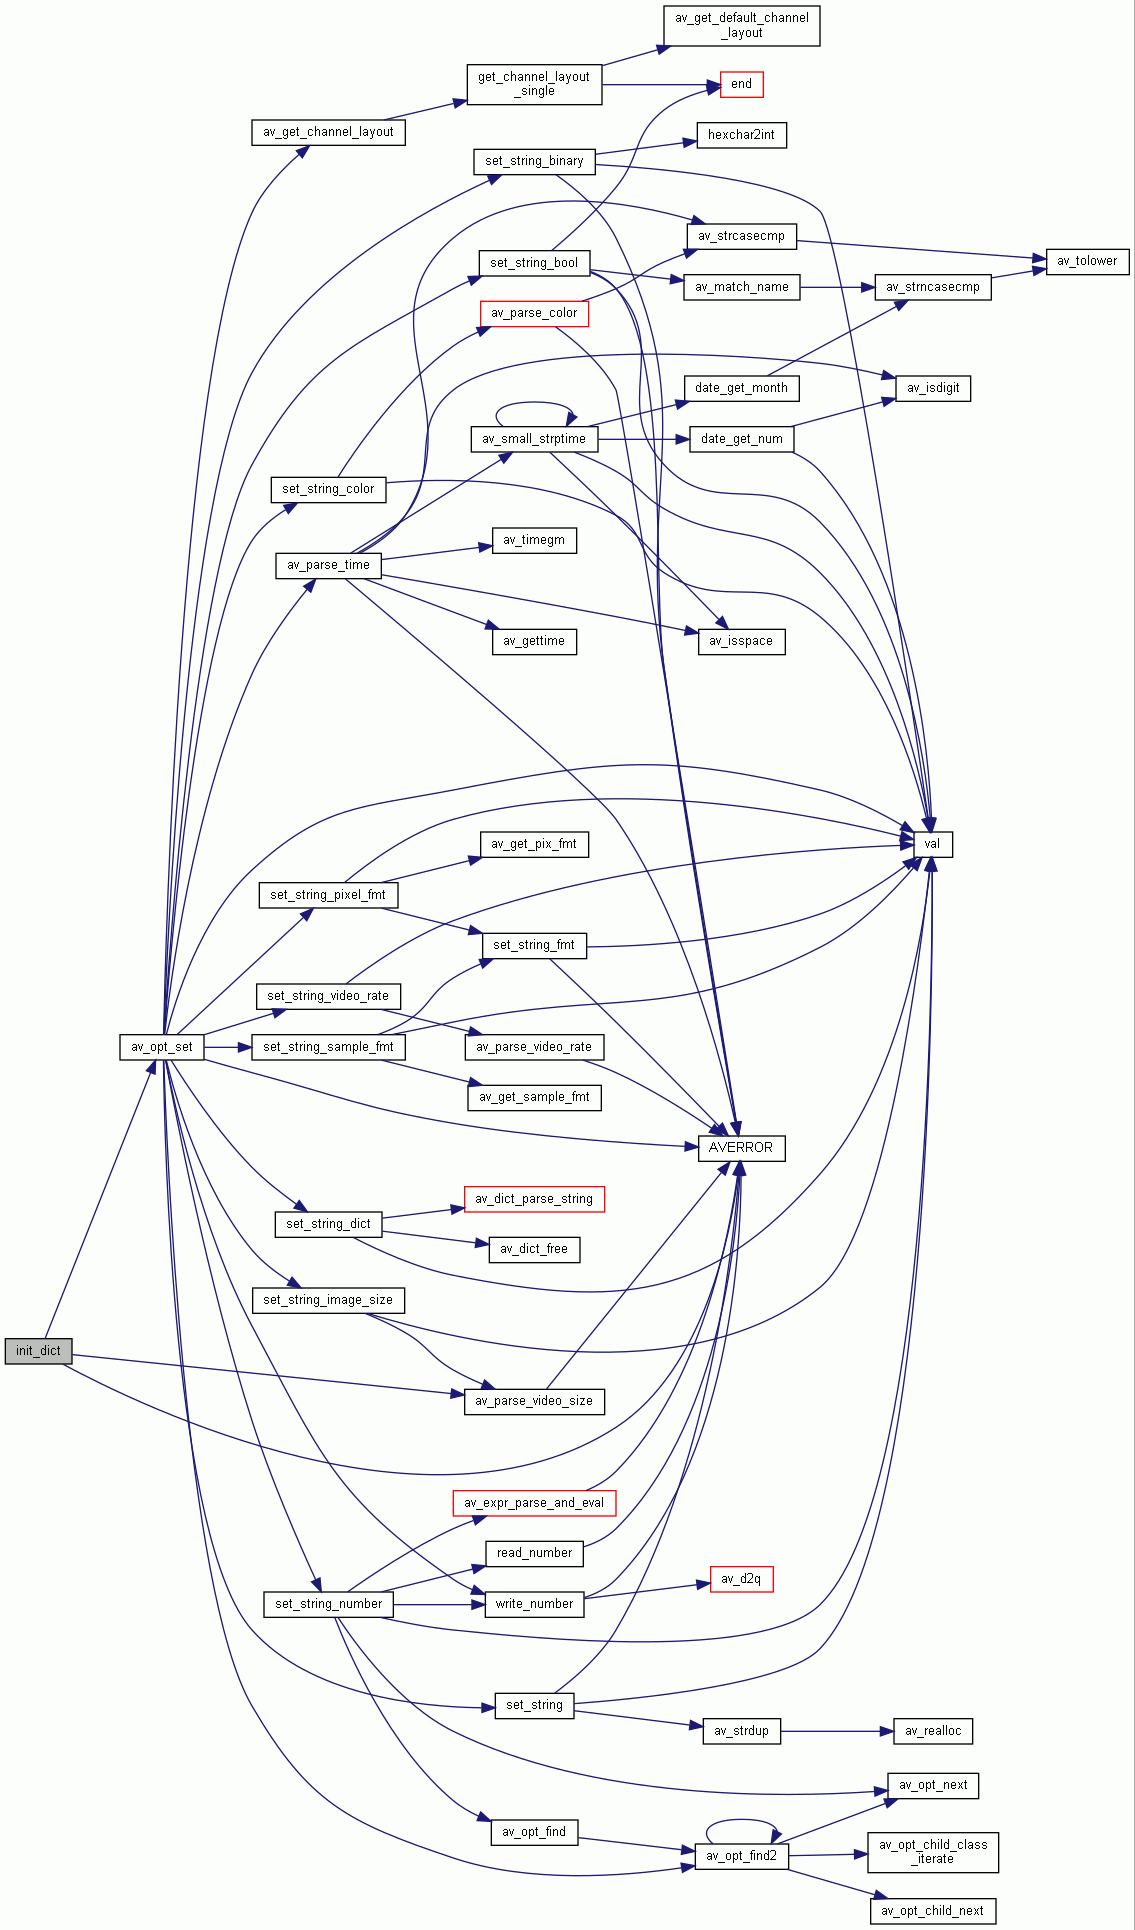 av_get_default_channel
_layout
get_channel_layout
_single
end
av_get_channel_layout
hexchar2int
set_string_binary
av_strcasecmp
set_string_bool
av_tolower
av_match_name
av_strncasecmp
av_parse_color
date_get_month
av_isdigit
av_small_strptime
date_get_num
set_string_color
av_timegm
av_parse_time
av_gettime
av_isspace
val
av_get_pix_fmt
set_string_pixel_fmt
set_string_fmt
set_string_video_rate
av_opt_set
set_string_sample_fmt
av_parse_video_rate
av_get_sample_fmt
AVERROR
av_dict_parse_string
set_string_dict
av_dict_free
set_string_image_size
init_dict
av_parse_video_size
av_expr_parse_and_eval
read_number
av_d2q
set_string_number
write_number
set_string
av_strdup
av_realloc
av_opt_next
av_opt_find
av_opt_child_class
_iterate
av_opt_find2
av_opt_child_next